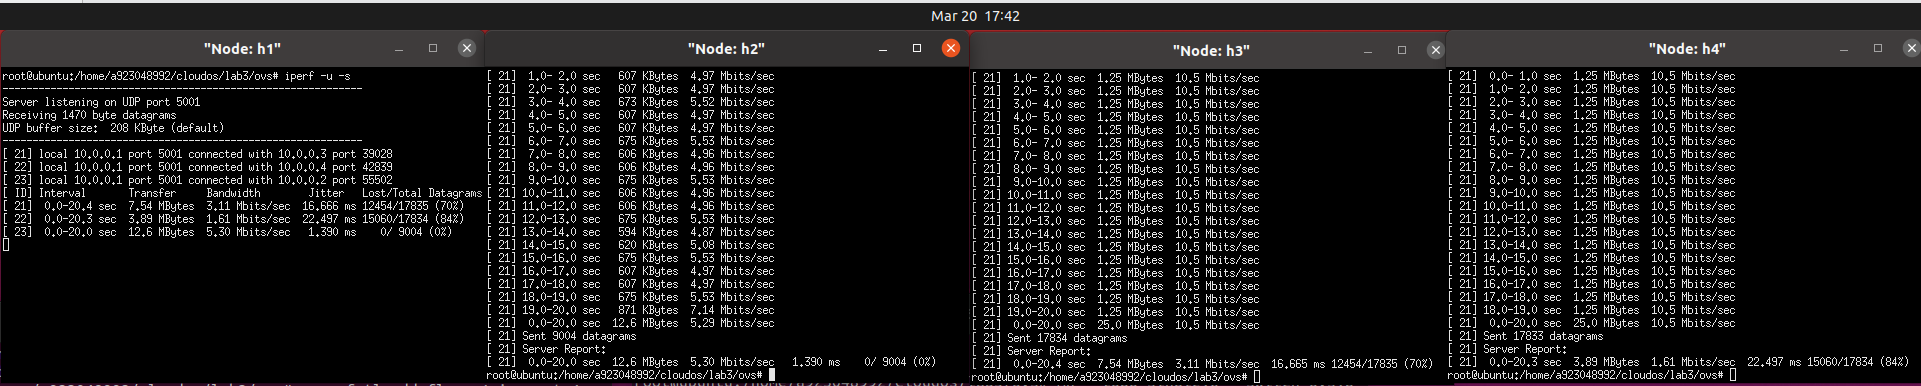 Mar 20 17:42
"Node: h1"
root@ubuntu:/home/a923048992/cloudos/lab3/ovs# iperf -u -s
------------------------------------------------------------
Server listening on UDP port 5001
Receiving 1470 byte datagrams
UDP buffer size:  208 KByte (default)
------------------------------------------------------------
[ 21] local 10.0.0.1 port 5001 connected with 10.0.0.3 port 39028
[ 22] local 10.0.0.1 port 5001 connected with 10.0.0.4 port 42839
[ 23] local 10.0.0.1 port 5001 connected with 10.0.0.2 port 55502
[ ID] Interval       Transfer     Bandwidth        Jitter   Lost/Total Datagrams
[ 21]  0.0-20.4 sec  7.54 MBytes  3.11 Mbits/sec  16.666 ms 12454/17835 (70%)
[ 22]  0.0-20.3 sec  3.89 MBytes  1.61 Mbits/sec  22.497 ms 15060/17834 (84%)
[ 23]  0.0-20.0 sec  12.6 MBytes  5.30 Mbits/sec   1.390 ms    0/ 9004 (0%)
"Node: h2"
[ 21]  1.0- 2.0 sec   607 KBytes  4.97 Mbits/sec
[ 21]  2.0- 3.0 sec   607 KBytes  4.97 Mbits/sec
[ 21]  3.0- 4.0 sec   673 KBytes  5.52 Mbits/sec
[ 21]  4.0- 5.0 sec   607 KBytes  4.97 Mbits/sec
[ 21]  5.0- 6.0 sec   607 KBytes  4.97 Mbits/sec
[ 21]  6.0- 7.0 sec   675 KBytes  5.53 Mbits/sec
[ 21]  7.0- 8.0 sec   606 KBytes  4.96 Mbits/sec
[ 21]  8.0- 9.0 sec   606 KBytes  4.96 Mbits/sec
[ 21]  9.0-10.0 sec   675 KBytes  5.53 Mbits/sec
[ 21] 10.0-11.0 sec   606 KBytes  4.96 Mbits/sec
[ 21] 11.0-12.0 sec   606 KBytes  4.96 Mbits/sec
[ 21] 12.0-13.0 sec   675 KBytes  5.53 Mbits/sec
[ 21] 13.0-14.0 sec   594 KBytes  4.87 Mbits/sec
[ 21] 14.0-15.0 sec   620 KBytes  5.08 Mbits/sec
[ 21] 15.0-16.0 sec   675 KBytes  5.53 Mbits/sec
[ 21] 16.0-17.0 sec   607 KBytes  4.97 Mbits/sec
[ 21] 17.0-18.0 sec   607 KBytes  4.97 Mbits/sec
[ 21] 18.0-19.0 sec   675 KBytes  5.53 Mbits/sec
[ 21] 19.0-20.0 sec   871 KBytes  7.14 Mbits/sec
[ 21]  0.0-20.0 sec  12.6 MBytes  5.29 Mbits/sec
[ 21] Sent 9004 datagrams
[ 21] Server Report:
[ 21]  0.0-20.0 sec  12.6 MBytes  5.30 Mbits/sec   1.390 ms    0/ 9004 (0%)
root@ubuntu:/home/a923048992/cloudos/lab3/ovs#
"Node: h3"
[ 21]  1.0- 2.0 sec  1.25 MBytes  10.5 Mbits/sec
[ 21]  2.0- 3.0 sec  1.25 MBytes  10.5 Mbits/sec
[ 21]  3.0- 4.0 sec  1.25 MBytes  10.5 Mbits/sec
[ 21]  4.0- 5.0 sec  1.25 MBytes  10.5 Mbits/sec
[ 21]  5.0- 6.0 sec  1.25 MBytes  10.5 Mbits/sec
[ 21]  6.0- 7.0 sec  1.25 MBytes  10.5 Mbits/sec
[ 21]  7.0- 8.0 sec  1.25 MBytes  10.5 Mbits/sec
[ 21]  8.0- 9.0 sec  1.25 MBytes  10.5 Mbits/sec
[ 21]  9.0-10.0 sec  1.25 MBytes  10.5 Mbits/sec
[ 21] 10.0-11.0 sec  1.25 MBytes  10.5 Mbits/sec
[ 21] 11.0-12.0 sec  1.25 MBytes  10.5 Mbits/sec
[ 21] 12.0-13.0 sec  1.25 MBytes  10.5 Mbits/sec
[ 21] 13.0-14.0 sec  1.25 MBytes  10.5 Mbits/sec
[ 21] 14.0-15.0 sec  1.25 MBytes  10.5 Mbits/sec
[ 21] 15.0-16.0 sec  1.25 MBytes  10.5 Mbits/sec
[ 21] 16.0-17.0 sec  1.25 MBytes  10.5 Mbits/sec
[ 21] 17.0-18.0 sec  1.25 MBytes  10.5 Mbits/sec
[ 21] 18.0-19.0 sec  1.25 MBytes  10.5 Mbits/sec
[ 21] 19.0-20.0 sec  1.25 MBytes  10.5 Mbits/sec
[ 21]  0.0-20.0 sec  25.0 MBytes  10.5 Mbits/sec
[ 21] Sent 17834 datagrams
[ 21] Server Report:
[ 21]  0.0-20.4 sec  7.54 MBytes  3.11 Mbits/sec  16.665 ms 12454/17835 (70%)
root@ubuntu:/home/a923048992/cloudos/lab3/ovs#
"Node: h4"
[ 21]  0.0- 1.0 sec  1.25 MBytes  10.5 Mbits/sec
[ 21]  1.0- 2.0 sec  1.25 MBytes  10.5 Mbits/sec
[ 21]  2.0- 3.0 sec  1.25 MBytes  10.5 Mbits/sec
[ 21]  3.0- 4.0 sec  1.25 MBytes  10.5 Mbits/sec
[ 21]  4.0- 5.0 sec  1.25 MBytes  10.5 Mbits/sec
[ 21]  5.0- 6.0 sec  1.25 MBytes  10.5 Mbits/sec
[ 21]  6.0- 7.0 sec  1.25 MBytes  10.5 Mbits/sec
[ 21]  7.0- 8.0 sec  1.25 MBytes  10.5 Mbits/sec
[ 21]  8.0- 9.0 sec  1.25 MBytes  10.5 Mbits/sec
[ 21]  9.0-10.0 sec  1.25 MBytes  10.5 Mbits/sec
[ 21] 10.0-11.0 sec  1.25 MBytes  10.5 Mbits/sec
[ 21] 11.0-12.0 sec  1.25 MBytes  10.5 Mbits/sec
[ 21] 12.0-13.0 sec  1.25 MBytes  10.5 Mbits/sec
[ 21] 13.0-14.0 sec  1.25 MBytes  10.5 Mbits/sec
[ 21] 14.0-15.0 sec  1.25 MBytes  10.5 Mbits/sec
[ 21] 15.0-16.0 sec  1.25 MBytes  10.5 Mbits/sec
[ 21] 16.0-17.0 sec  1.25 MBytes  10.5 Mbits/sec
[ 21] 17.0-18.0 sec  1.25 MBytes  10.5 Mbits/sec
[ 21] 18.0-19.0 sec  1.25 MBytes  10.5 Mbits/sec
[ 21]  0.0-20.0 sec  25.0 MBytes  10.5 Mbits/sec
[ 21] Sent 17833 datagrams
[ 21] Server Report:
[ 21]  0.0-20.3 sec  3.89 MBytes  1.61 Mbits/sec  22.497 ms 15060/17834 (84%)
root@ubuntu:/home/a923048992/cloudos/lab3/ovs#